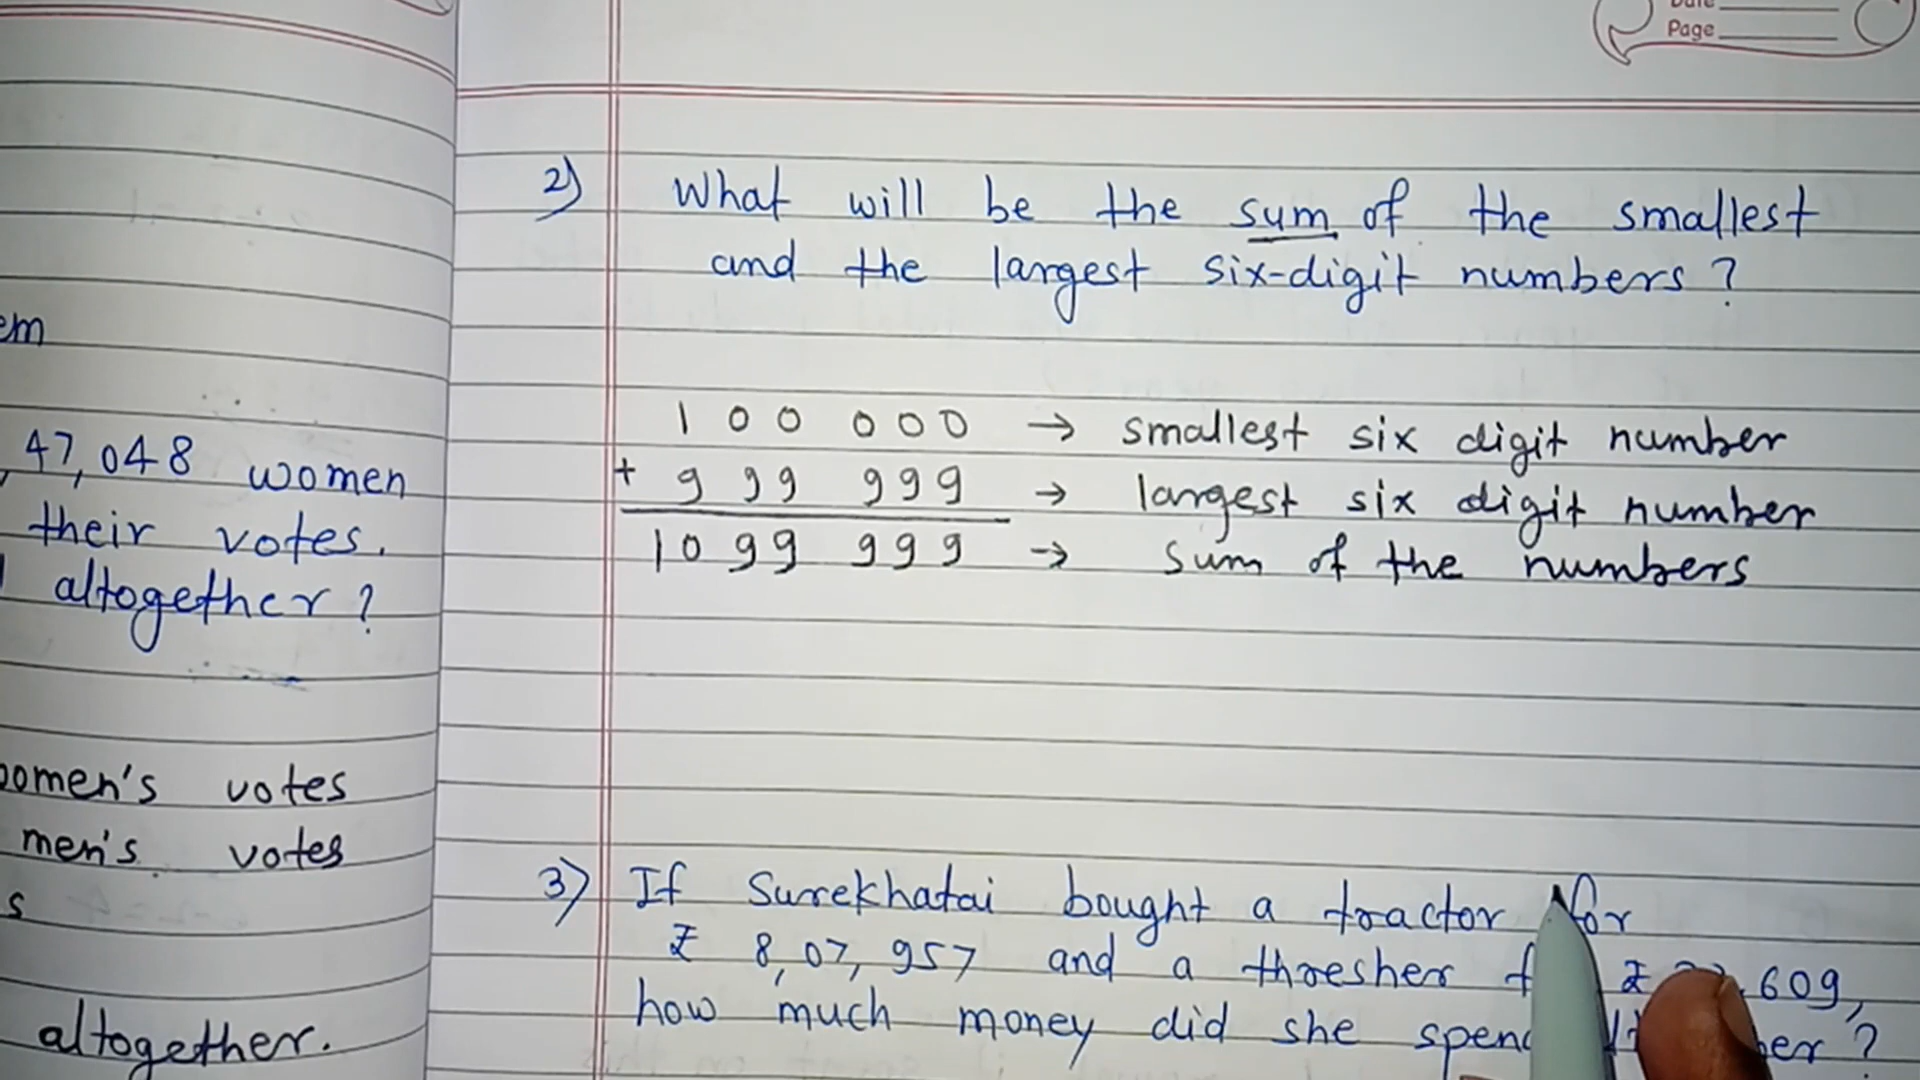 em
47,048 women
their votes.
altogether?
women's votes
men's votes
s
altogether.
Date
Page
2) What will be the sum of the smallest
and the largest six-digit numbers?
1 00 000 → smallest six digit number
+ 9 99 999 → largest six digit number
10 99 999 → sum of the numbers
3) If Surekhatai bought a tractor for
₹ 8,07,957 and a thresher ₹ ,609,
how much money did she